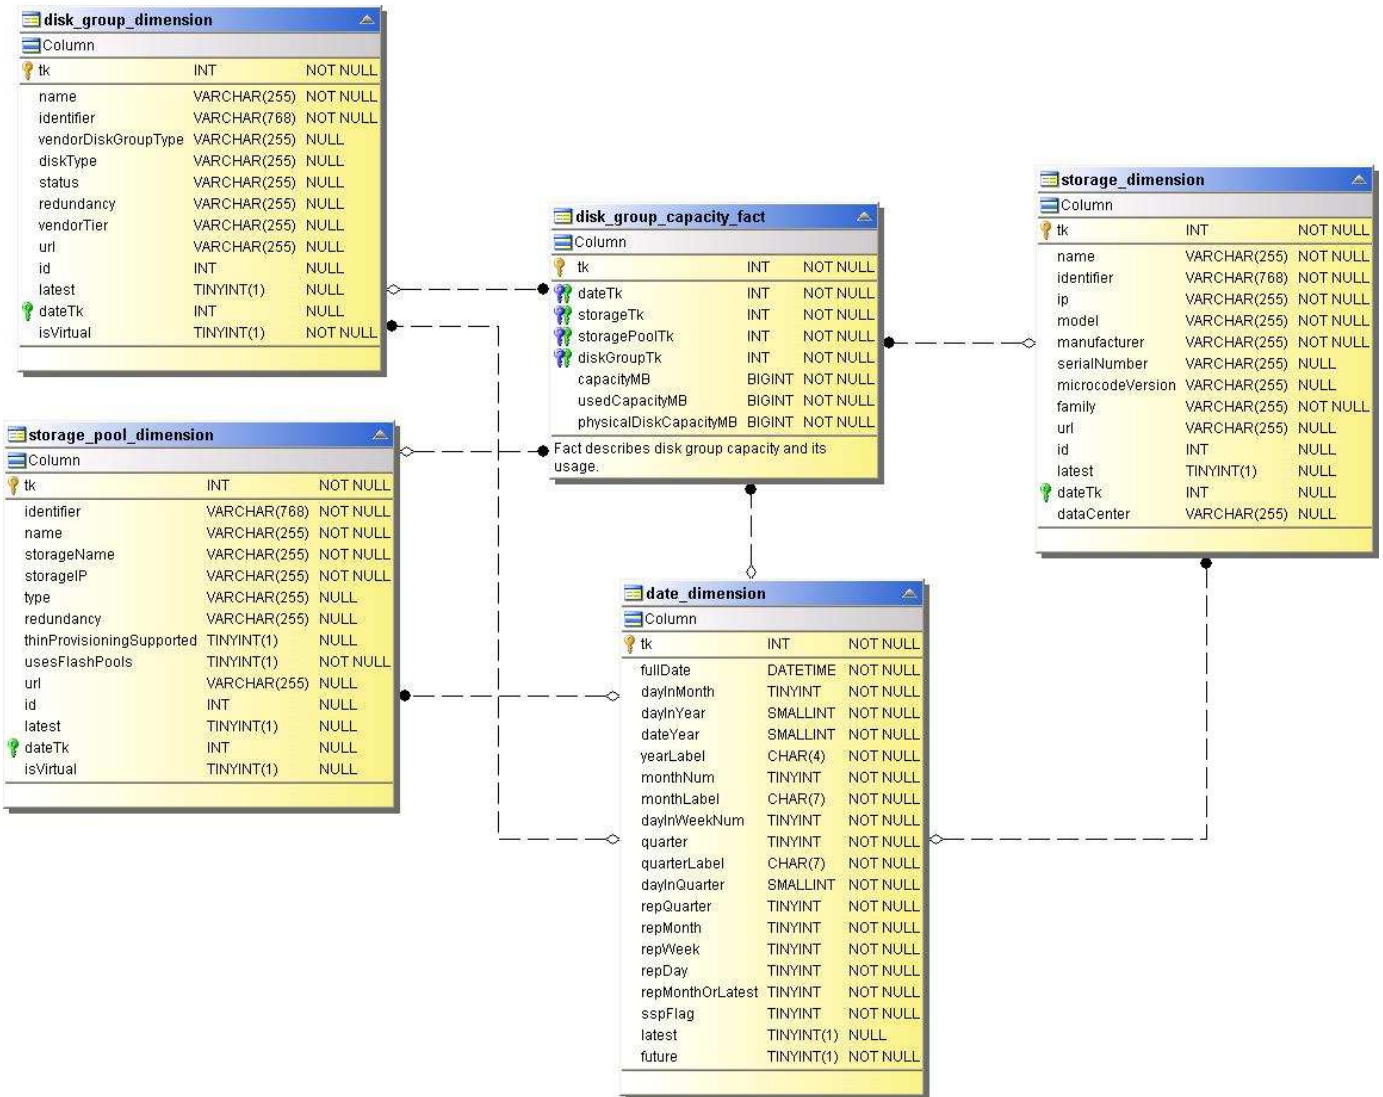 disk_group_dimension
Column
tk INT NOT NULL
name VARCHAR(255) NOT NULL
identifier VARCHAR(768) NOT NULL
vendorDiskGroupType VARCHAR(255) NULL
diskType VARCHAR(255) NULL
status VARCHAR(255) NULL
redundancy VARCHAR(255) NULL
vendorTier VARCHAR(255) NULL
url VARCHAR(255) NULL
id INT NULL
latest TINYINT(1) NULL
dateTk INT NULL
isVirtual TINYINT(1) NOT NULL
storage_pool_dimension
Column
tk INT NOT NULL
identifier VARCHAR(768) NOT NULL
name VARCHAR(255) NOT NULL
storageName VARCHAR(255) NOT NULL
storageIP VARCHAR(255) NOT NULL
type VARCHAR(255) NULL
redundancy VARCHAR(255) NULL
thinProvisioningSupported TINYINT(1) NULL
usesFlashPools TINYINT(1) NOT NULL
url VARCHAR(255) NULL
id INT NULL
latest TINYINT(1) NULL
dateTk INT NULL
isVirtual TINYINT(1) NULL
disk_group_capacity_fact
Column
tk INT NOT NULL
dateTk INT NOT NULL
storageTk INT NOT NULL
storagePoolTk INT NOT NULL
diskGroupTk INT NOT NULL
capacityMB BIGINT NOT NULL
usedCapacityMB BIGINT NOT NULL
physicalDiskCapacityMB BIGINT NOT NULL
Fact describes disk group capacity and its
usage.
date_dimension
Column
tk INT NOT NULL
fullDate DATETIME NOT NULL
dayInMonth TINYINT NOT NULL
dayInYear SMALLINT NOT NULL
dateYear SMALLINT NOT NULL
yearLabel CHAR(4) NOT NULL
monthNum TINYINT NOT NULL
monthLabel CHAR(7) NOT NULL
dayInWeekNum TINYINT NOT NULL
quarter TINYINT NOT NULL
quarterLabel CHAR(7) NOT NULL
dayInQuarter SMALLINT NOT NULL
repQuarter TINYINT NOT NULL
repMonth TINYINT NOT NULL
repWeek TINYINT NOT NULL
repDay TINYINT NOT NULL
repMonthOrLatest TINYINT NOT NULL
sspFlag TINYINT NOT NULL
latest TINYINT(1) NULL
future TINYINT(1) NOT NULL
storage_dimension
Column
tk INT NOT NULL
name VARCHAR(255) NOT NULL
identifier VARCHAR(768) NOT NULL
ip VARCHAR(255) NOT NULL
model VARCHAR(255) NOT NULL
manufacturer VARCHAR(255) NOT NULL
serialNumber VARCHAR(255) NULL
microcodeVersion VARCHAR(255) NULL
family VARCHAR(255) NOT NULL
url VARCHAR(255) NULL
id INT NULL
latest TINYINT(1) NULL
dateTk INT NULL
dataCenter VARCHAR(255) NULL